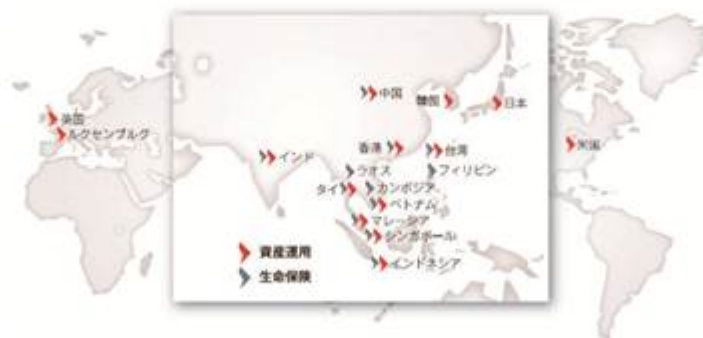 中国
韓国
日本
英国
ルクセンブルク
香港
台湾
米国
インド
ラオス
フィリピン
タイ
カンボジア
ベトナム
マレーシア
シンガポール
資産運用
インドネシア
生命保険